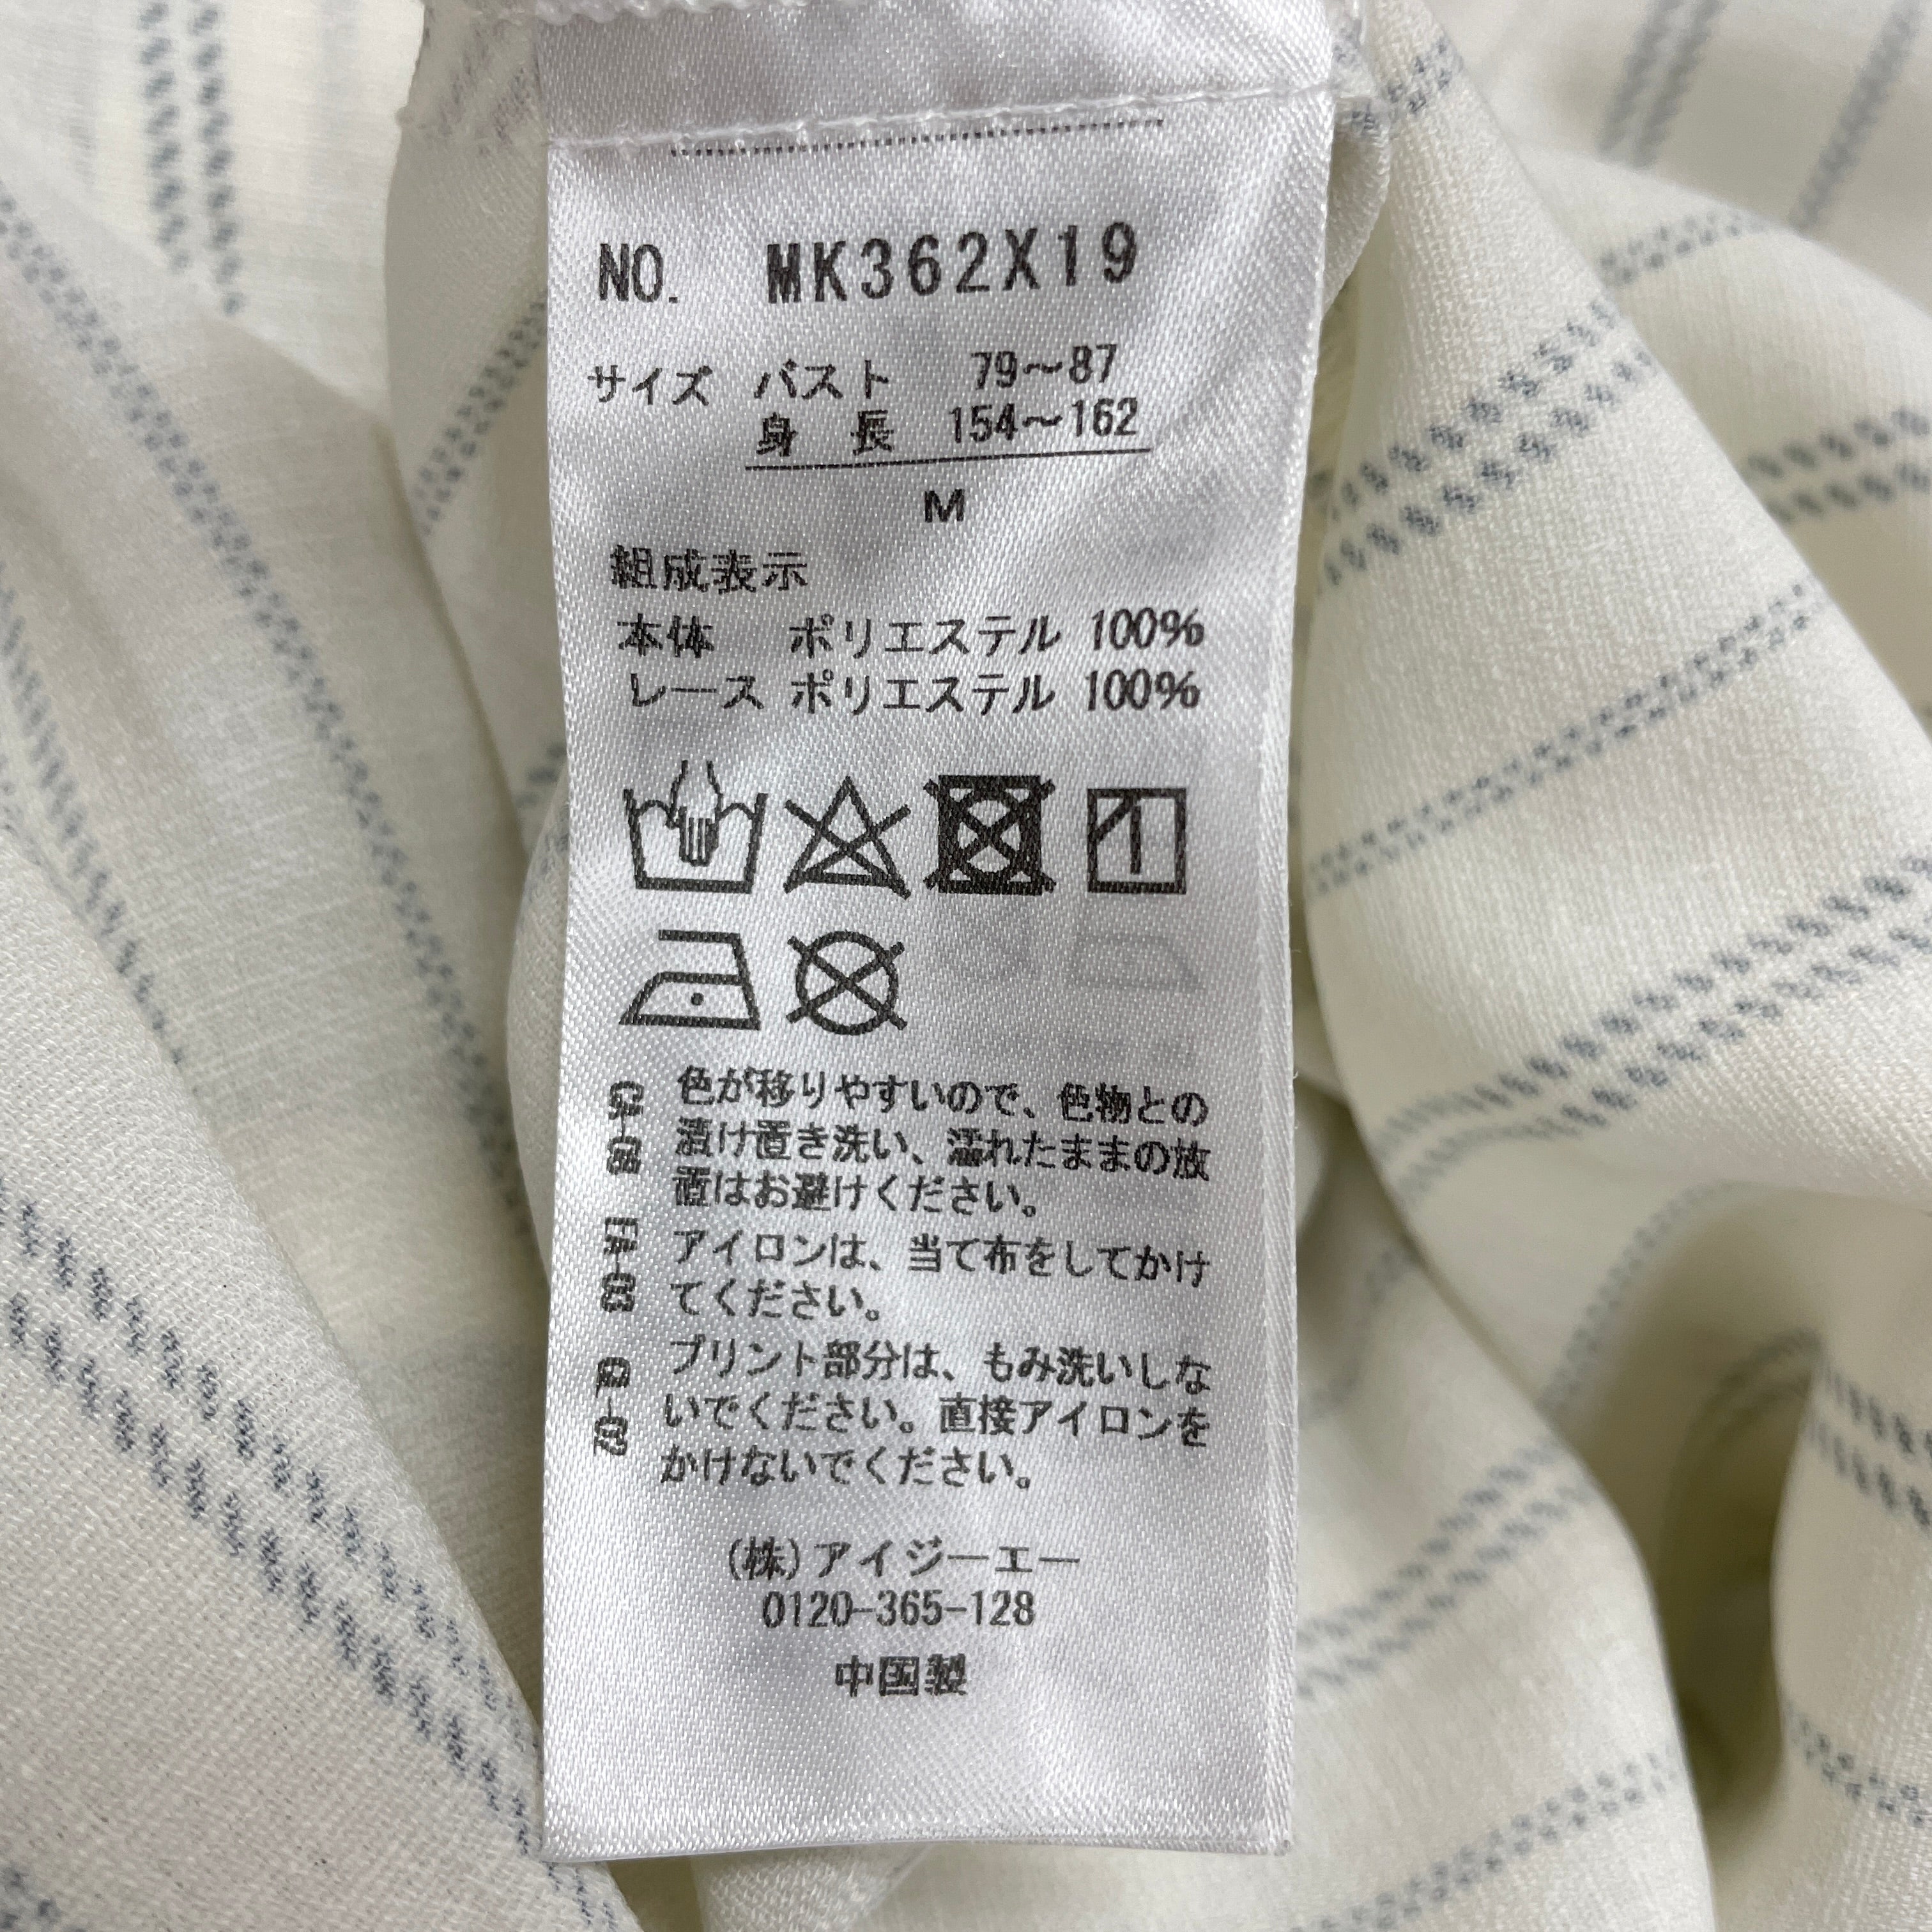 NO. MK362X19
サイズ バスト 79～87
身 長 154～162
M
組成表示
本体 ポリエステル 100%
レース ポリエステル 100%
CA-05 色が移りやすいので、色物との
漬け置き洗い、濡れたままの放
置はお避けください。
FA-03 アイロンは、当て布をしてかけ
てください。
プリント部分は、もみ洗いしな
いでください。直接アイロンを
かけないでください。
(株)アイジーエー
0120-365-128
中国製